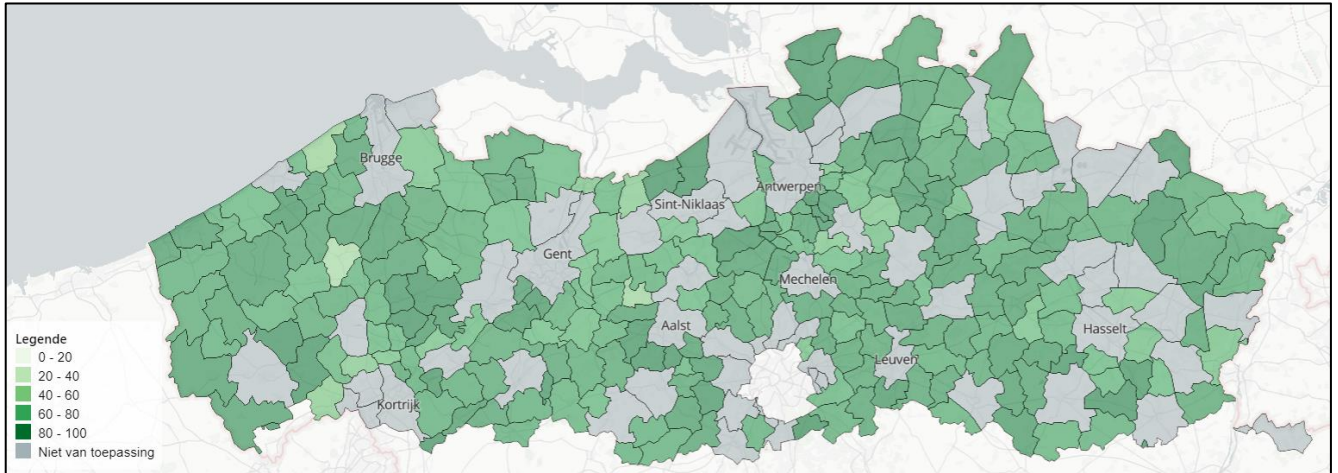 Brugge
Antwerpen
Sint-Niklaas
Gent
Mechelen
Aalst
Hasselt
Leuven
Kortrijk
Legende
0 - 20
20 - 40
40 - 60
60 - 80
80 - 100
Niet van toepassing